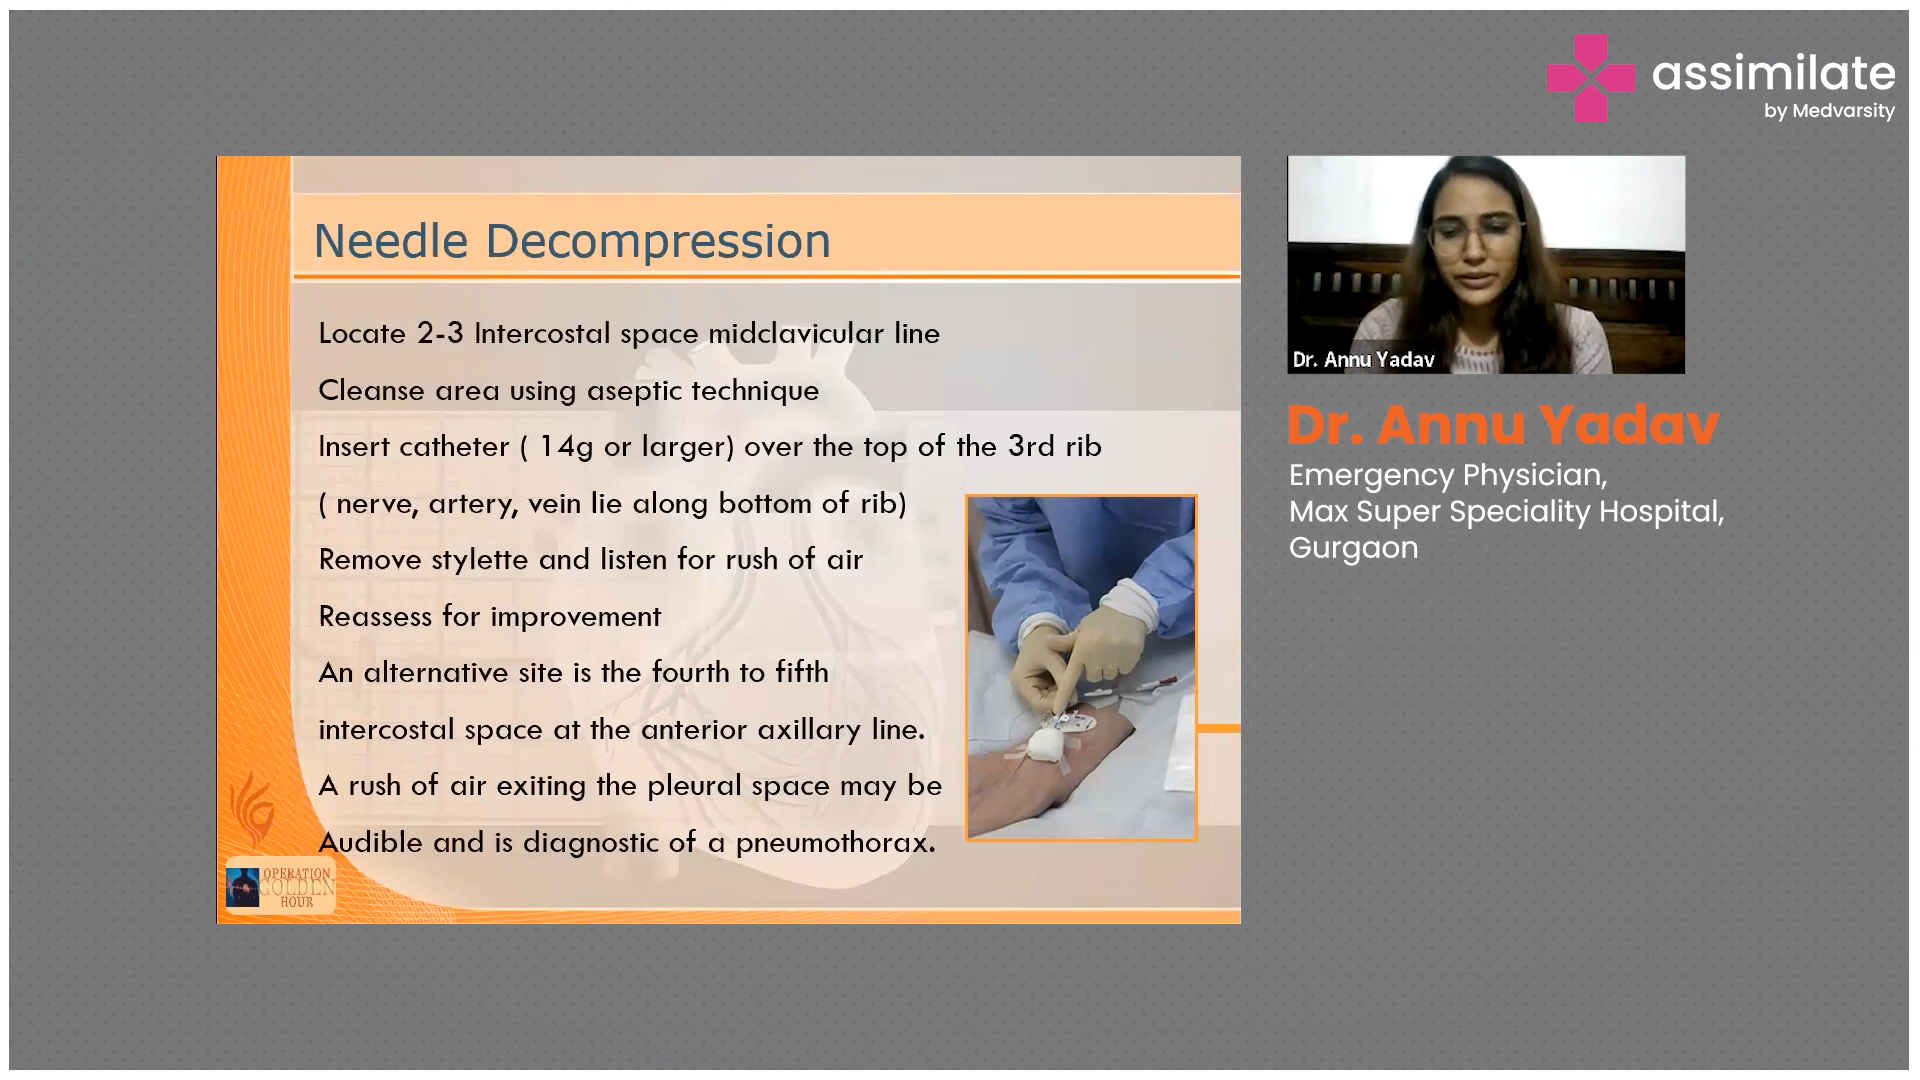 assimilate
by Medvarsity
Needle Decompression
Locate 2-3 Intercostal space midclavicular line
Cleanse area using aseptic technique
Insert catheter ( 14g or larger) over the top of the 3rd rib
( nerve, artery, vein lie along bottom of rib)
Remove stylette and listen for rush of air
Reassess for improvement
An alternative site is the fourth to fifth
intercostal space at the anterior axillary line.
A rush of air exiting the pleural space may be
Audible and is diagnostic of a pneumothorax.
OPERATION
GOLDEN
HOUR
Dr. Annu Yadav
Dr. Annu Yadav
Emergency Physician,
Max Super Speciality Hospital,
Gurgaon